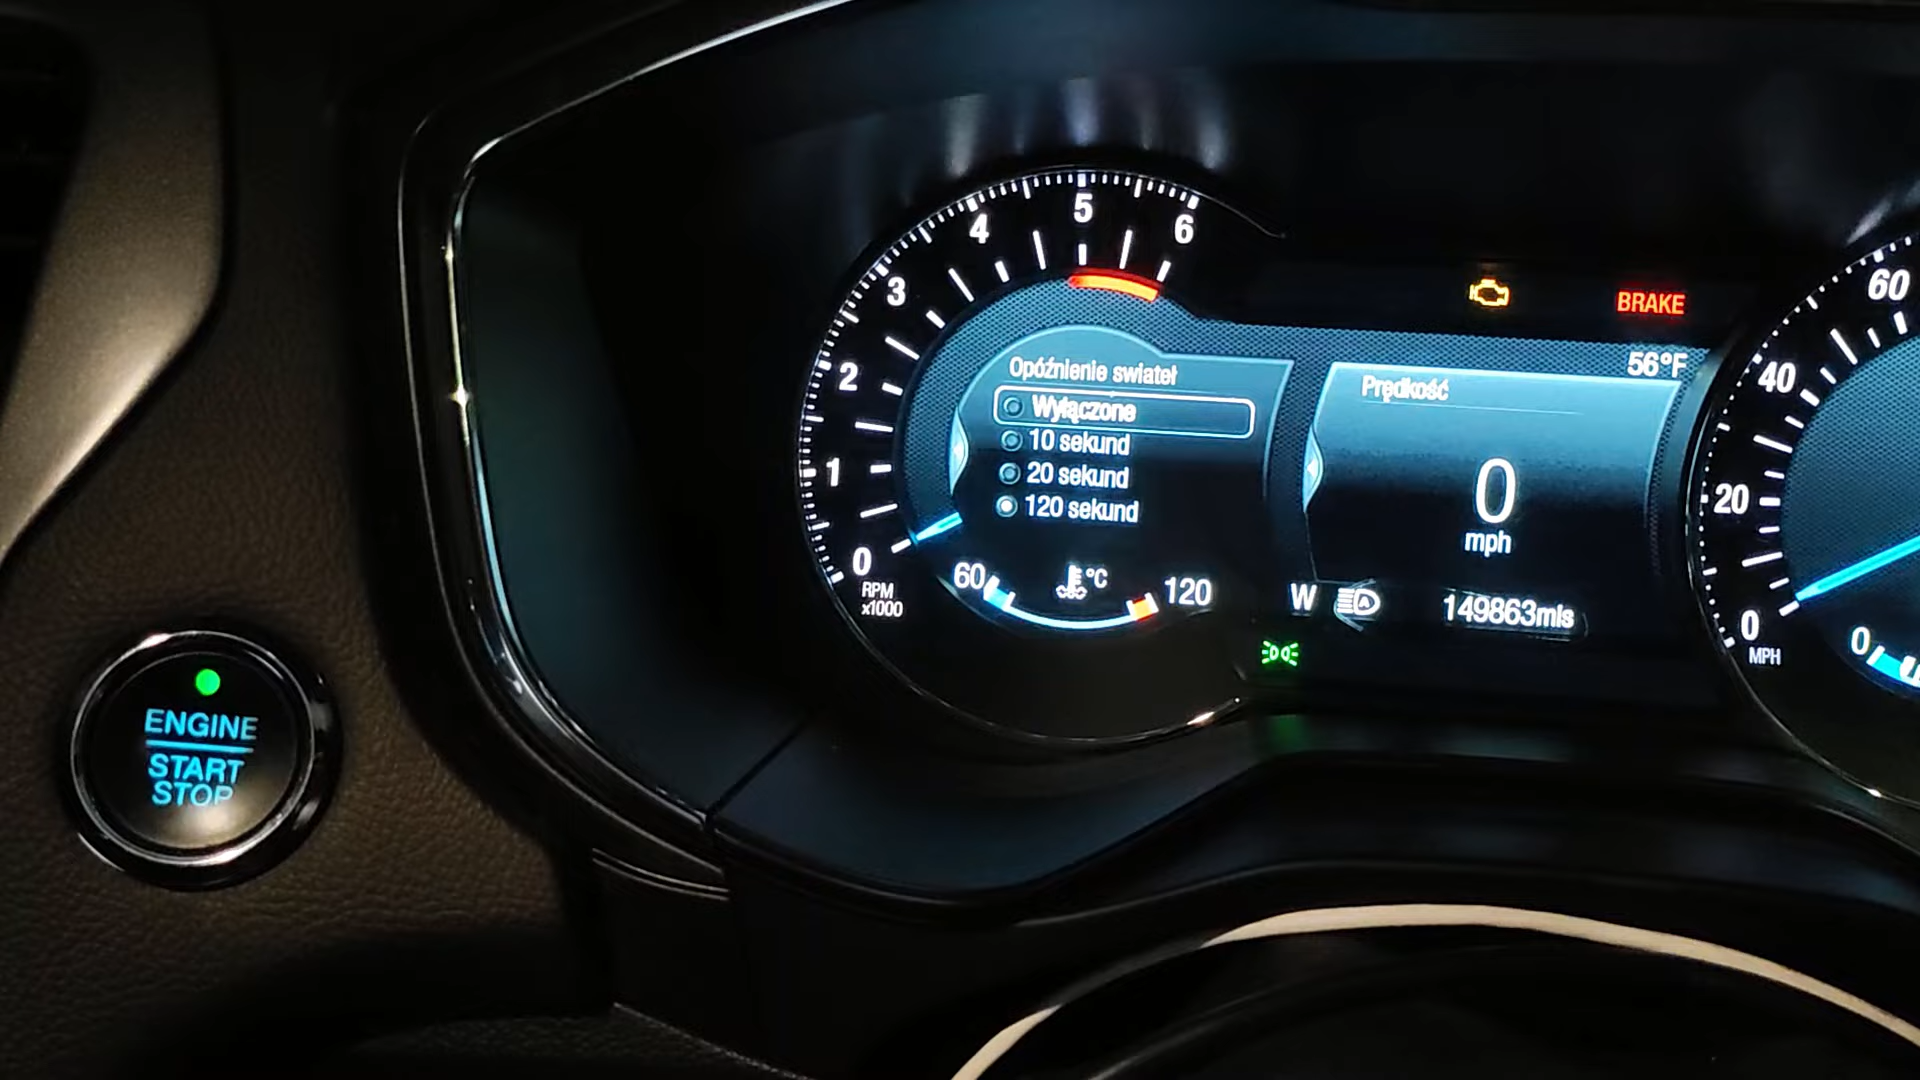 ENGINE
START
STOP
0
1
2
3
4
5
6
RPM
x1000
Opóźnienie swiateł
Wyłączone
10 sekund
20 sekund
120 sekund
60
°C
120
BRAKE
56°F
Prędkość
0
mph
W
A
149863mls
0
20
40
60
MPH
0